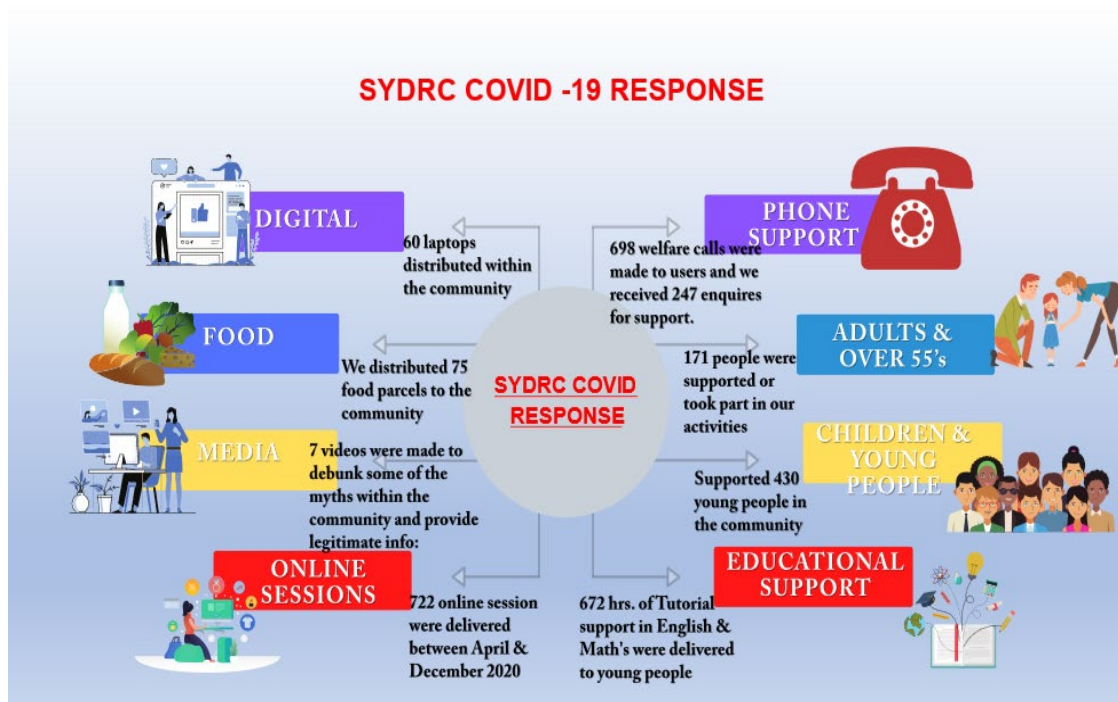 SYDRC COVID -19 RESPONSE
DIGITAL
60 laptops
distributed within
the community
FOOD
We distributed 75
food parcels to the
community
MEDIA
7 videos were made to
debunk some of the
myths within the
community and provide
legitimate info:
ONLINE
SESSIONS
722 online session
were delivered
between April &
December 2020
SYDRC COVID
RESPONSE
PHONE
SUPPORT
698 welfare calls were
made to users and we
received 247 enquires
for support.
ADULTS &
OVER 55's
171 people were
supported or
took part in our
activities
CHILDREN &
YOUNG
PEOPLE
Supported 430
young people in
the community
EDUCATIONAL
SUPPORT
672 hrs. of Tutorial
support in English &
Math's were delivered
to young people